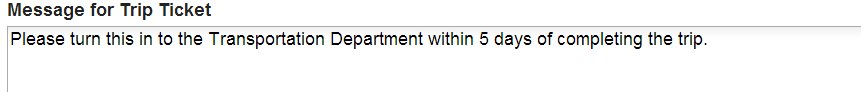 Message for Trip Ticket
Please turn this in to the Transportation Department within 5 days of completing the trip.